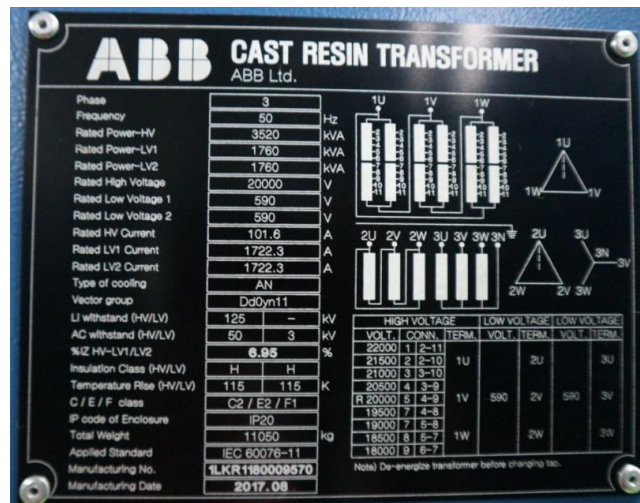 ABB CAST RESIN TRANSFORMER
ABB Ltd.
Phase 3
Frequency 50 Hz
Rated Power-HV 3520 kVA
Rated Power-LV1 1760 kVA
Rated Power-LV2 1760 kVA
Rated High Voltage 20000 V
Rated Low Voltage 1 590 V
Rated Low Voltage 2 590 V
Rated HV Current 101.6 A
Rated LV1 Current 1722.3 A
Rated LV2 Current 1722.3 A
Type of cooling AN
Vector group Dd0yn11
LI withstand (HV/LV) 125 - kV
AC withstand (HV/LV) 50 3 kV
%IZ HV-LV1/LV2 6.95 %
Insulation Class (HV/LV) H H
Temperature Rise (HV/LV) 115 115 K
C / E / F class C2 / E2 / F1
IP code of Enclosure IP20
Total Weight 11050 kg
Applied Standard IEC 60076-11
Manufacturing No. 1LKR1180009570
Manufacturing Date 2017.08
1U 1V 1W
1U
1W 1V
2U 2V 2W 3U 3V 3W 3N
2U 3U
3N 3V
2W 2V 3W
HIGH VOLTAGE LOW VOLTAGE LOW VOLTAGE
VOLT. CONN. TERM. VOLT. TERM. VOLT. TERM.
22000 1 2-11
21500 2 2-10 1U 2U 3U
21000 3 3-10
20500 4 3-9
R 20000 5 4-9 1V 590 2V 590 3V
19500 7 4-8
19000 7 5-8
18500 8 5-7 1W 2W 3W
18000 9 6-7
Note) De-energize transformer before changing tap.